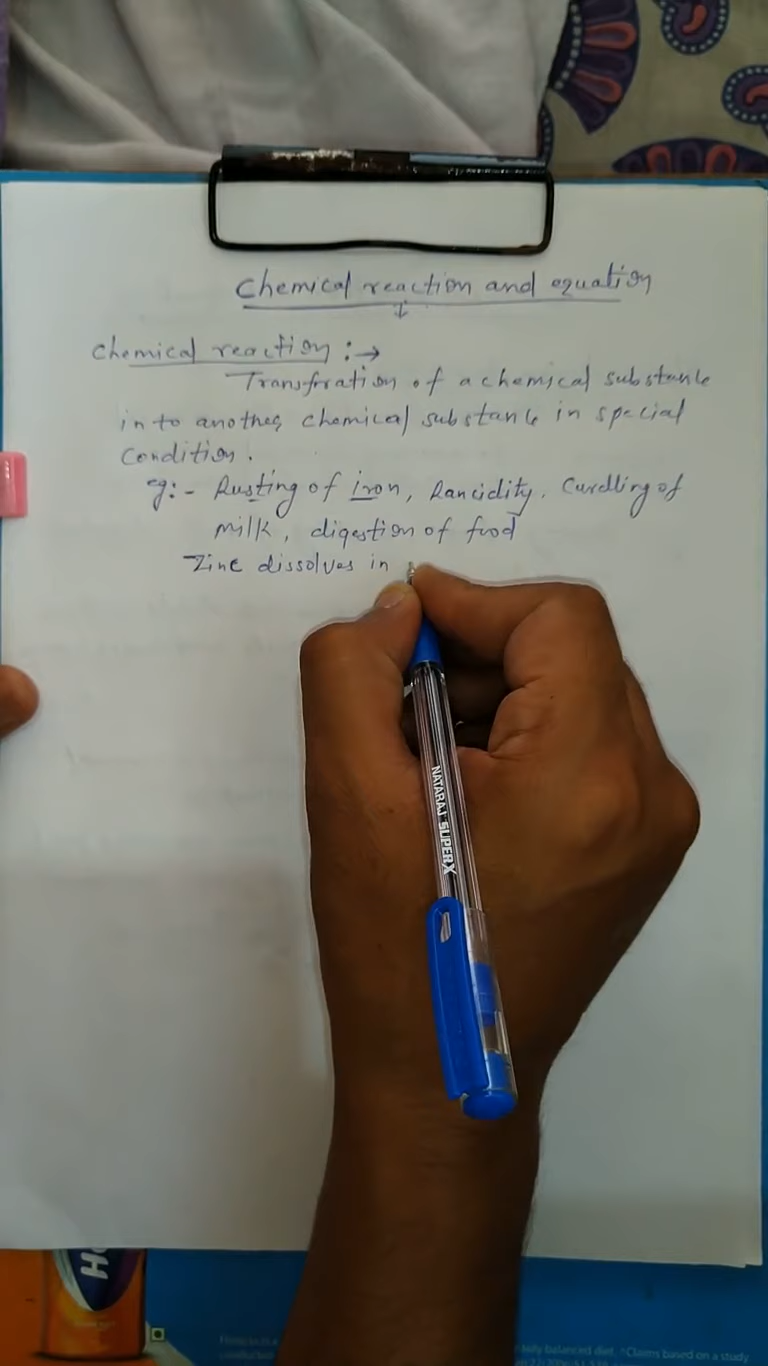 Chemical reaction and equation
Chemical reaction :→
Transfration of a chemical substance
in to another chemical substance in special
Condition.
eg:- Rusting of iron, Rancidity, Curdling of
milk, digestion of food
Zinc dissolves in
NATARAJ SUPERX